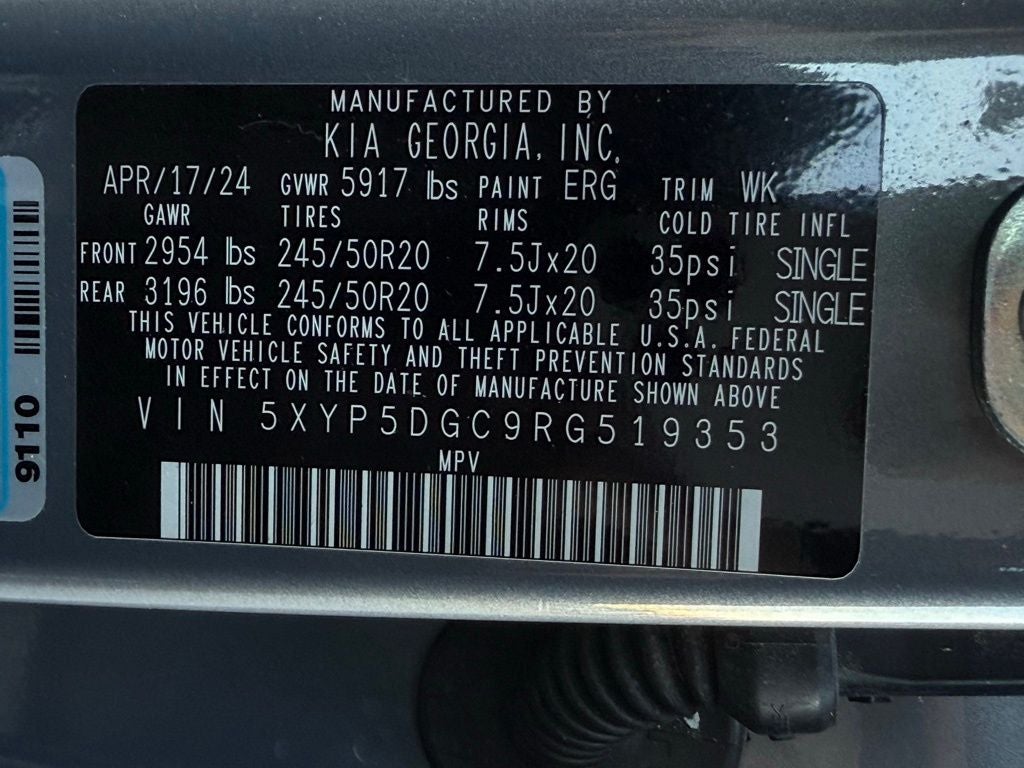 MANUFACTURED BY
KIA GEORGIA, INC.
APR/17/24 GVWR 5917 lbs PAINT ERG TRIM WK
GAWR TIRES RIMS COLD TIRE INFL
FRONT 2954 lbs 245/50R20 7.5Jx20 35psi SINGLE
REAR 3196 lbs 245/50R20 7.5Jx20 35psi SINGLE
THIS VEHICLE CONFORMS TO ALL APPLICABLE U.S.A. FEDERAL
MOTOR VEHICLE SAFETY AND THEFT PREVENTION STANDARDS
IN EFFECT ON THE DATE OF MANUFACTURE SHOWN ABOVE
VIN 5XYP5DGC9RG519353
MPV
9110